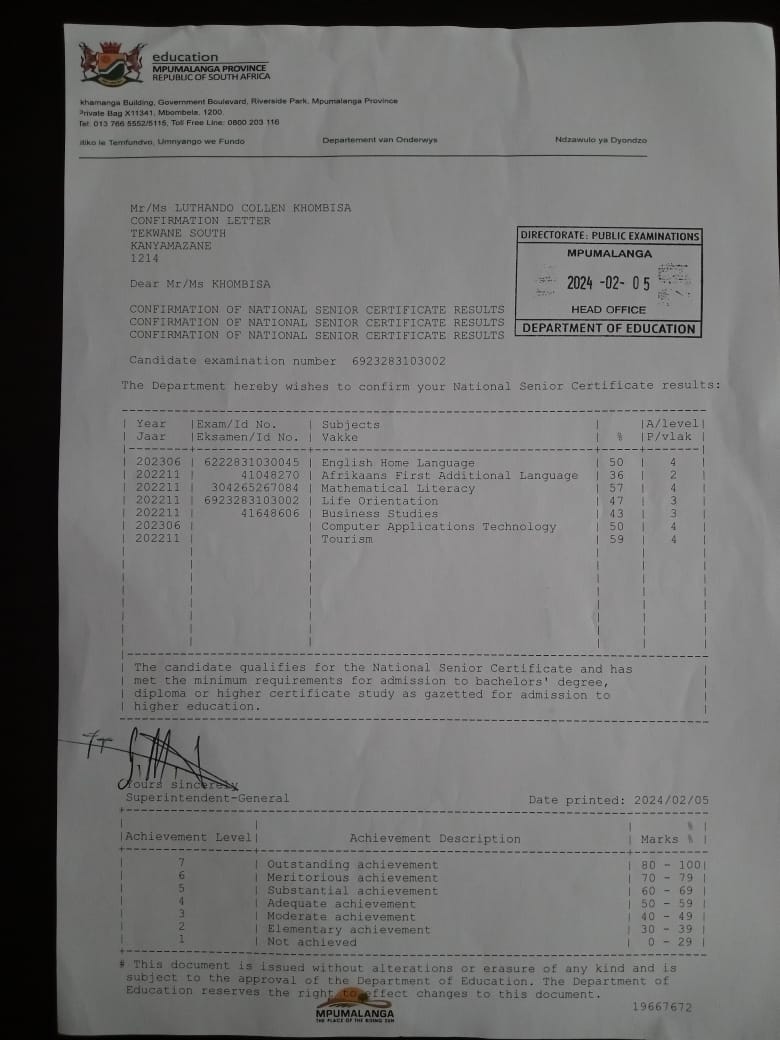 education
MPUMALANGA PROVINCE
REPUBLIC OF SOUTH AFRICA
khamanga Building, Government Boulevard, Riverside Park, Mpumalanga Province
Private Bag X11341, Mbombela, 1200
Tel: 013 766 5552/5115, Toll Free Line: 0800 203 116
itiko le Temfundvo, Umnyango we Fundo Departement van Onderwys Ndzawulo ya Dyondzo
Mr/Ms LUTHANDO COLLEN KHOMBISA
CONFIRMATION LETTER
TEKWANE SOUTH
KANYAMAZANE
1214
DIRECTORATE: PUBLIC EXAMINATIONS
MPUMALANGA
2024 -02- 05
HEAD OFFICE
DEPARTMENT OF EDUCATION
Dear Mr/Ms KHOMBISA
CONFIRMATION OF NATIONAL SENIOR CERTIFICATE RESULTS
CONFIRMATION OF NATIONAL SENIOR CERTIFICATE RESULTS
CONFIRMATION OF NATIONAL SENIOR CERTIFICATE RESULTS
Candidate examination number 6923283103002
The Department hereby wishes to confirm your National Senior Certificate results:
Year Exam/Id No. Subjects A/level
Jaar Eksamen/Id No. Vakke % P/vlak
202306 6222831030045 English Home Language 50 4
202211 41048270 Afrikaans First Additional Language 36 2
202211 304265267084 Mathematical Literacy 57 4
202211 6923283103002 Life Orientation 47 3
202211 41648606 Business Studies 43 3
202306 Computer Applications Technology 50 4
202211 Tourism 59 4
The candidate qualifies for the National Senior Certificate and has
met the minimum requirements for admission to bachelors' degree,
diploma or higher certificate study as gazetted for admission to
higher education.
Yours sincerely
Superintendent-General Date printed: 2024/02/05
%
Achievement Level Achievement Description Marks %
7 Outstanding achievement 80 - 100
6 Meritorious achievement 70 - 79
5 Substantial achievement 60 - 69
4 Adequate achievement 50 - 59
3 Moderate achievement 40 - 49
2 Elementary achievement 30 - 39
1 Not achieved 0 - 29
# This document is issued without alterations or erasure of any kind and is
subject to the approval of the Department of Education. The Department of
Education reserves the right to effect changes to this document.
19667672
MPUMALANGA
THE PLACE OF THE RISING SUN